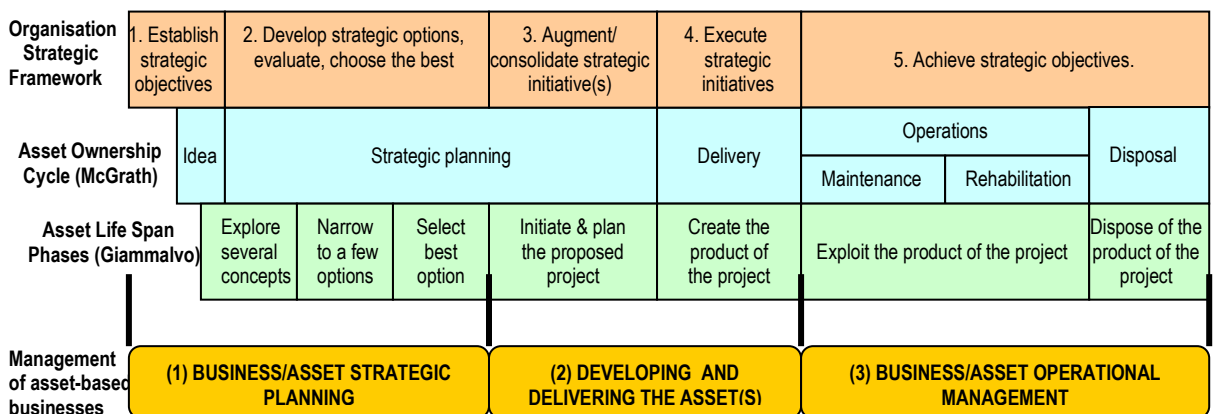 Organisation
Strategic
Framework
1. Establish
strategic
objectives
2. Develop strategic options,
evaluate, choose the best
3. Augment/
consolidate strategic
initiative(s)
4. Execute
strategic
initiatives
5. Achieve strategic objectives.
Asset Ownership
Cycle (McGrath)
Idea
Strategic planning
Delivery
Operations
Maintenance
Rehabilitation
Disposal
Asset Life Span
Phases (Giammalvo)
Explore
several
concepts
Narrow
to a few
options
Select
best
option
Initiate & plan
the proposed
project
Create the
product of
the project
Exploit the product of the project
Dispose of the
product of the
project
Management
of asset-based
businesses
(1) BUSINESS/ASSET STRATEGIC
PLANNING
(2) DEVELOPING AND
DELIVERING THE ASSET(S)
(3) BUSINESS/ASSET OPERATIONAL
MANAGEMENT